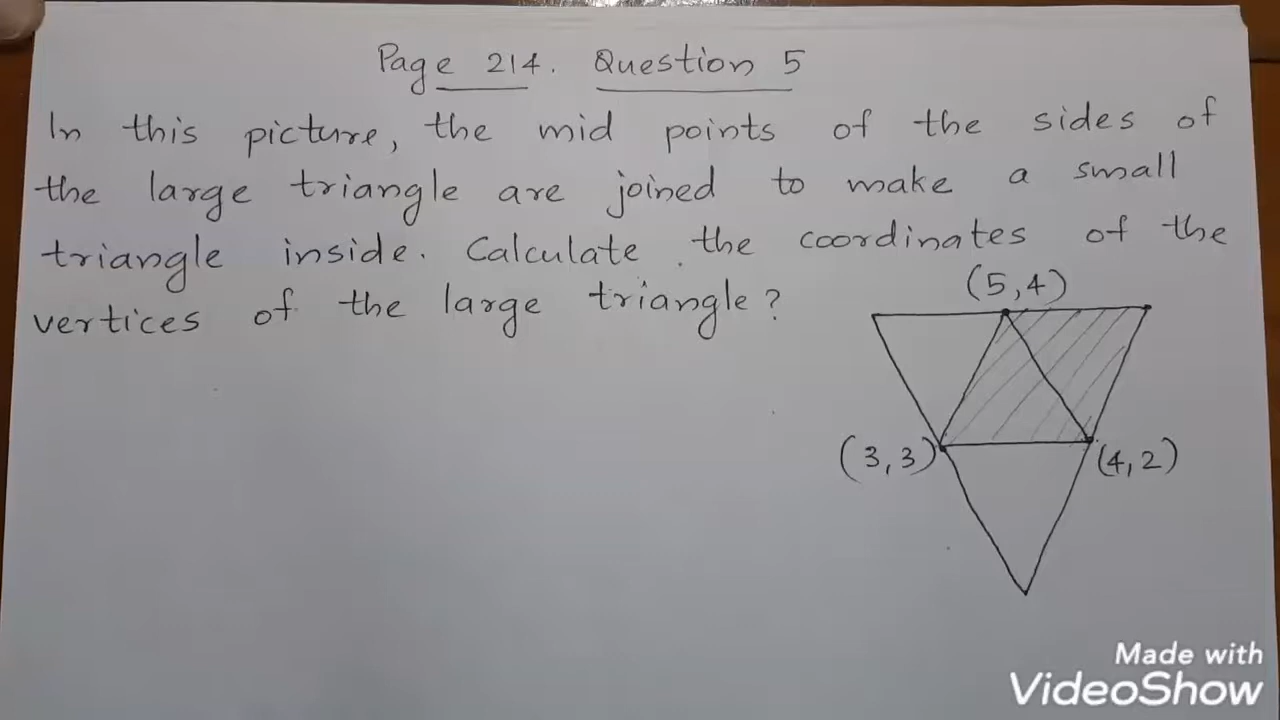 Page 214. Question 5
In this picture, the mid points of the sides of
the large triangle are joined to make a small
triangle inside. Calculate the coordinates of the
vertices of the large triangle?
(5,4)
(3,3)
(4,2)
Made with
VideoShow